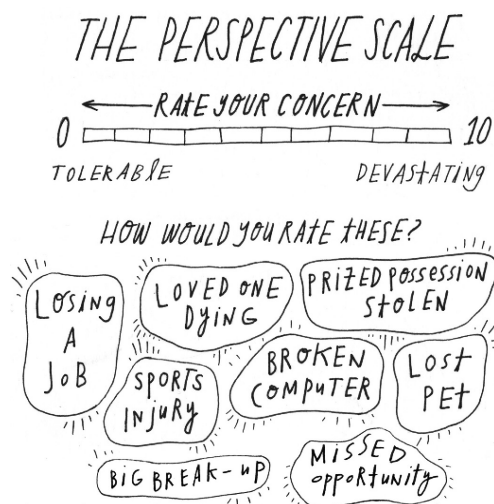 THE PERSPECTIVE SCALE
RATE YOUR CONCERN
0 10
TOLERABLE DEVASTATING
HOW WOULD YOU RATE THESE?
LOSING
A
JOB
LOVED ONE
DYING
PRIZED POSSESSION
STOLEN
SPORTS
INJURY
BROKEN
COMPUTER
LOST
PET
BIG BREAK-UP
MISSED
OPPORTUNITY